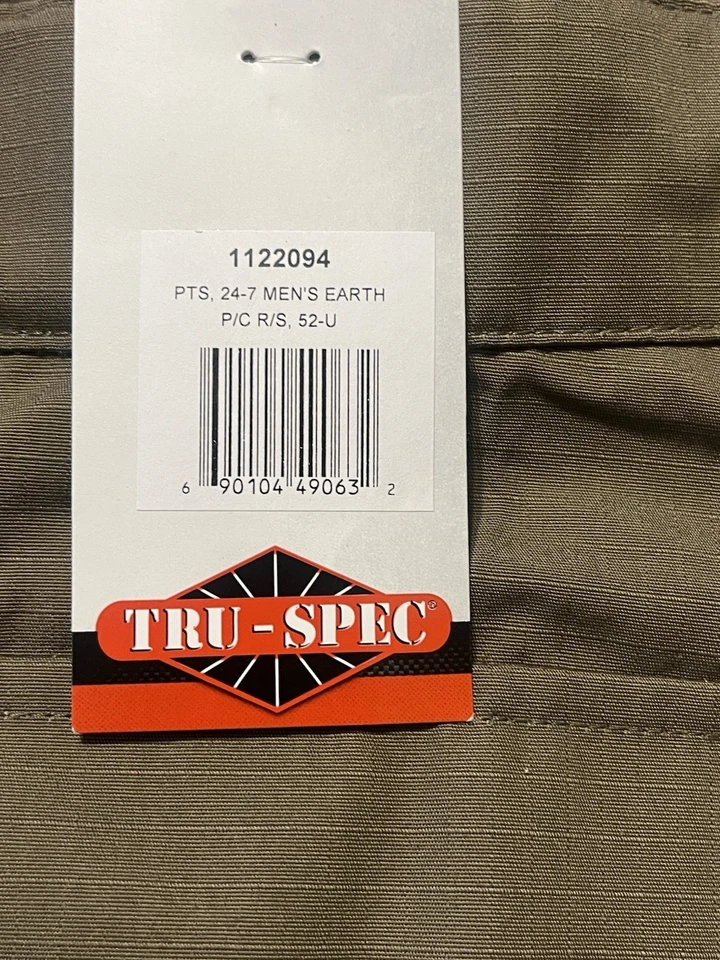 1122094
PTS, 24-7 MEN'S EARTH
P/C R/S, 52-U
6 90104 49063 2
TRU-SPEC®